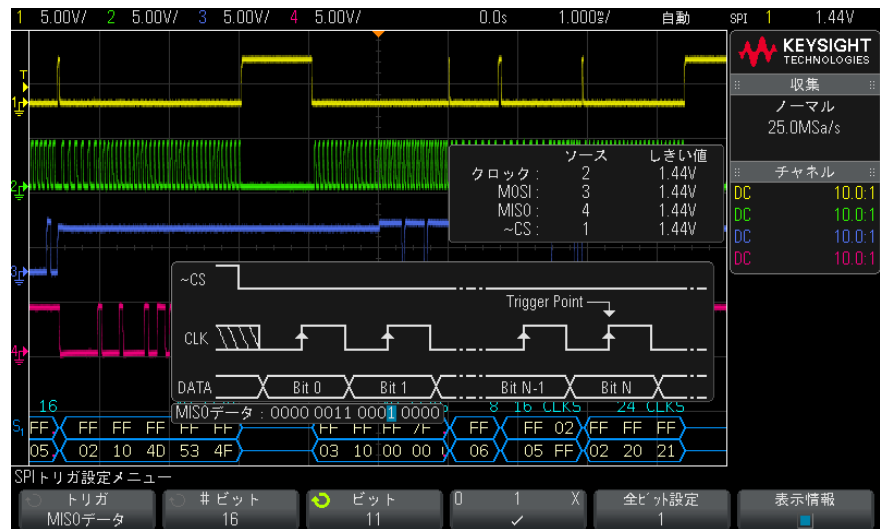 1 5.00V/ 2 5.00V/ 3 5.00V/ 4 5.00V/ 0.0s 1.000㎳/ 自動 SPI 1 1.44V
KEYSIGHT
TECHNOLOGIES
収集
ノーマル
25.0MSa/s
チャネル
DC 10.0:1
DC 10.0:1
DC 10.0:1
DC 10.0:1
T
1
2
3
4
ソース しきい値
クロック: 2 1.44V
MOSI: 3 1.44V
MISO: 4 1.44V
~CS: 1 1.44V
~CS
Trigger Point
CLK
DATA Bit 0 Bit 1 Bit N-1 Bit N
MISOデータ: 0000 0011 0001 0000
16 8 16 CLKS 24 CLKS
S1 FF FF FF FF FF FF FF FF FF 7F FF FF 02 FF FF FF
05 02 10 4D 53 4F 03 10 00 00 06 05 FF 02 20 21
SPIトリガ設定メニュー
トリガ
MISOデータ
#ビット
16
ビット
11
0 1 X
✓
全ビット設定
1
表示情報